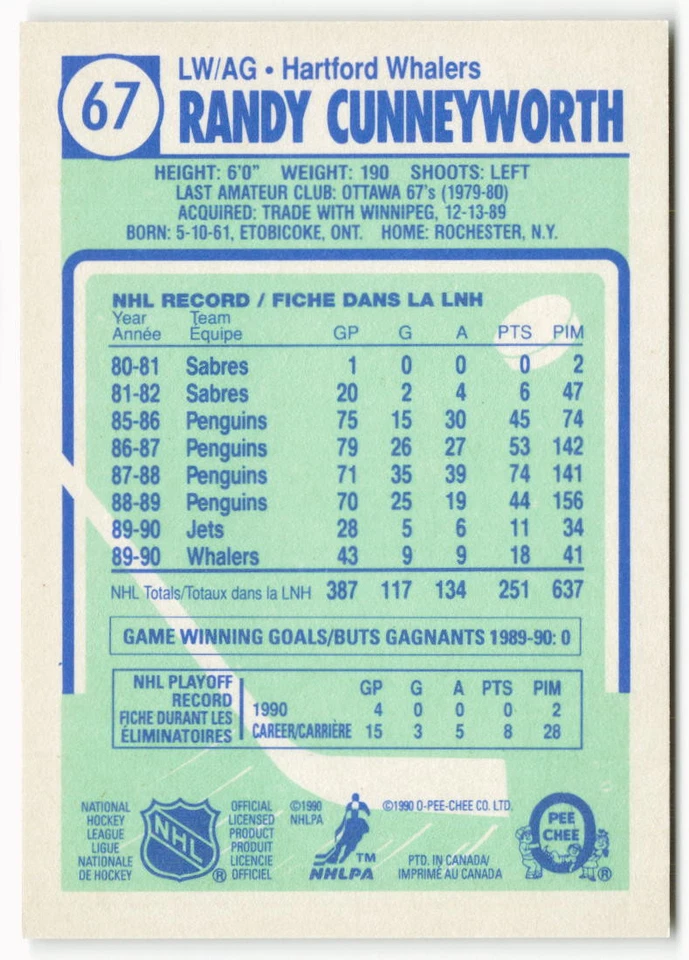 67
LW/AG • Hartford Whalers
RANDY CUNNEYWORTH
HEIGHT: 6'0" WEIGHT: 190 SHOOTS: LEFT
LAST AMATEUR CLUB: OTTAWA 67's (1979-80)
ACQUIRED: TRADE WITH WINNIPEG, 12-13-89
BORN: 5-10-61, ETOBICOKE, ONT. HOME: ROCHESTER, N.Y.
NHL RECORD / FICHE DANS LA LNH
Year Team
Année Équipe GP G A PTS PIM
80-81 Sabres 1 0 0 0 2
81-82 Sabres 20 2 4 6 47
85-86 Penguins 75 15 30 45 74
86-87 Penguins 79 26 27 53 142
87-88 Penguins 71 35 39 74 141
88-89 Penguins 70 25 19 44 156
89-90 Jets 28 5 6 11 34
89-90 Whalers 43 9 9 18 41
NHL Totals/Totaux dans la LNH 387 117 134 251 637
GAME WINNING GOALS/BUTS GAGNANTS 1989-90: 0
NHL PLAYOFF
RECORD
FICHE DURANT LES
ÉLIMINATOIRES
GP G A PTS PIM
1990 4 0 0 0 2
CAREER/CARRIÈRE 15 3 5 8 28
NATIONAL
HOCKEY
LEAGUE
LIGUE
NATIONALE
DE HOCKEY
NHL
®
OFFICIAL
LICENSED
PRODUCT
PRODUIT
LICENCIE
OFFICIEL
©1990
NHLPA
TM
NHLPA
©1990 O-PEE-CHEE CO. LTD.
PTD. IN CANADA/
IMPRIMÉ AU CANADA
O
PEE
CHEE
®